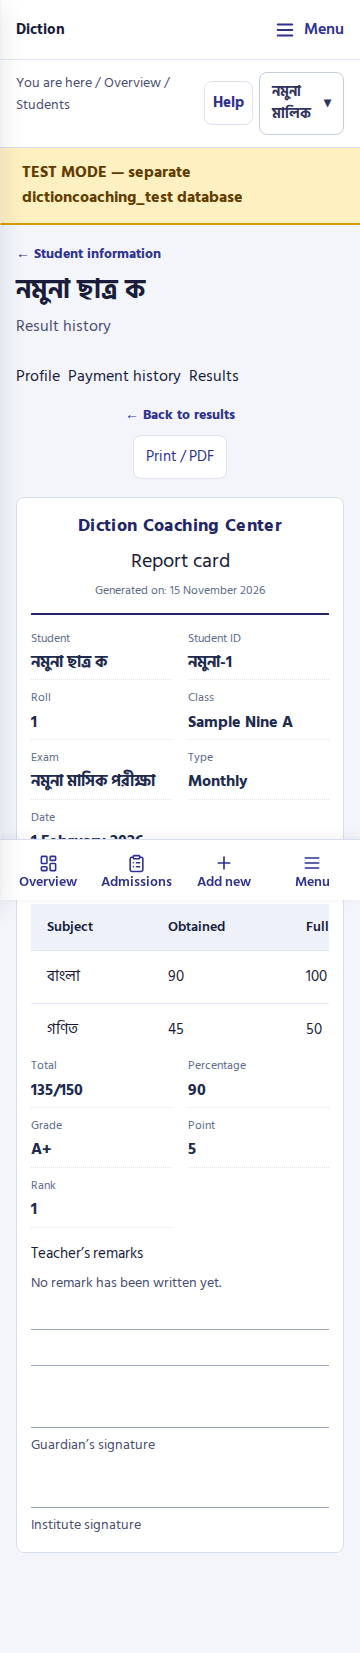 Diction
Menu
You are here / Overview /
Students
Help
নমুনা
মালিক
▼
TEST MODE — separate
dictioncoaching_test database
← Student information
নমুনা ছাত্র ক
Result history
Profile Payment history Results
← Back to results
Print / PDF
Diction Coaching Center
Report card
Generated on: 15 November 2026
Student Student ID
নমুনা ছাত্র ক নমুনা-1
Roll Class
1 Sample Nine A
Exam Type
নমুনা মাসিক পরীক্ষা Monthly
Date
1 February 2026
Overview Admissions Add new Menu
Subject Obtained Full
বাংলা 90 100
গণিত 45 50
Total Percentage
135/150 90
Grade Point
A+ 5
Rank
1
Teacher's remarks
No remark has been written yet.
Guardian's signature
Institute signature